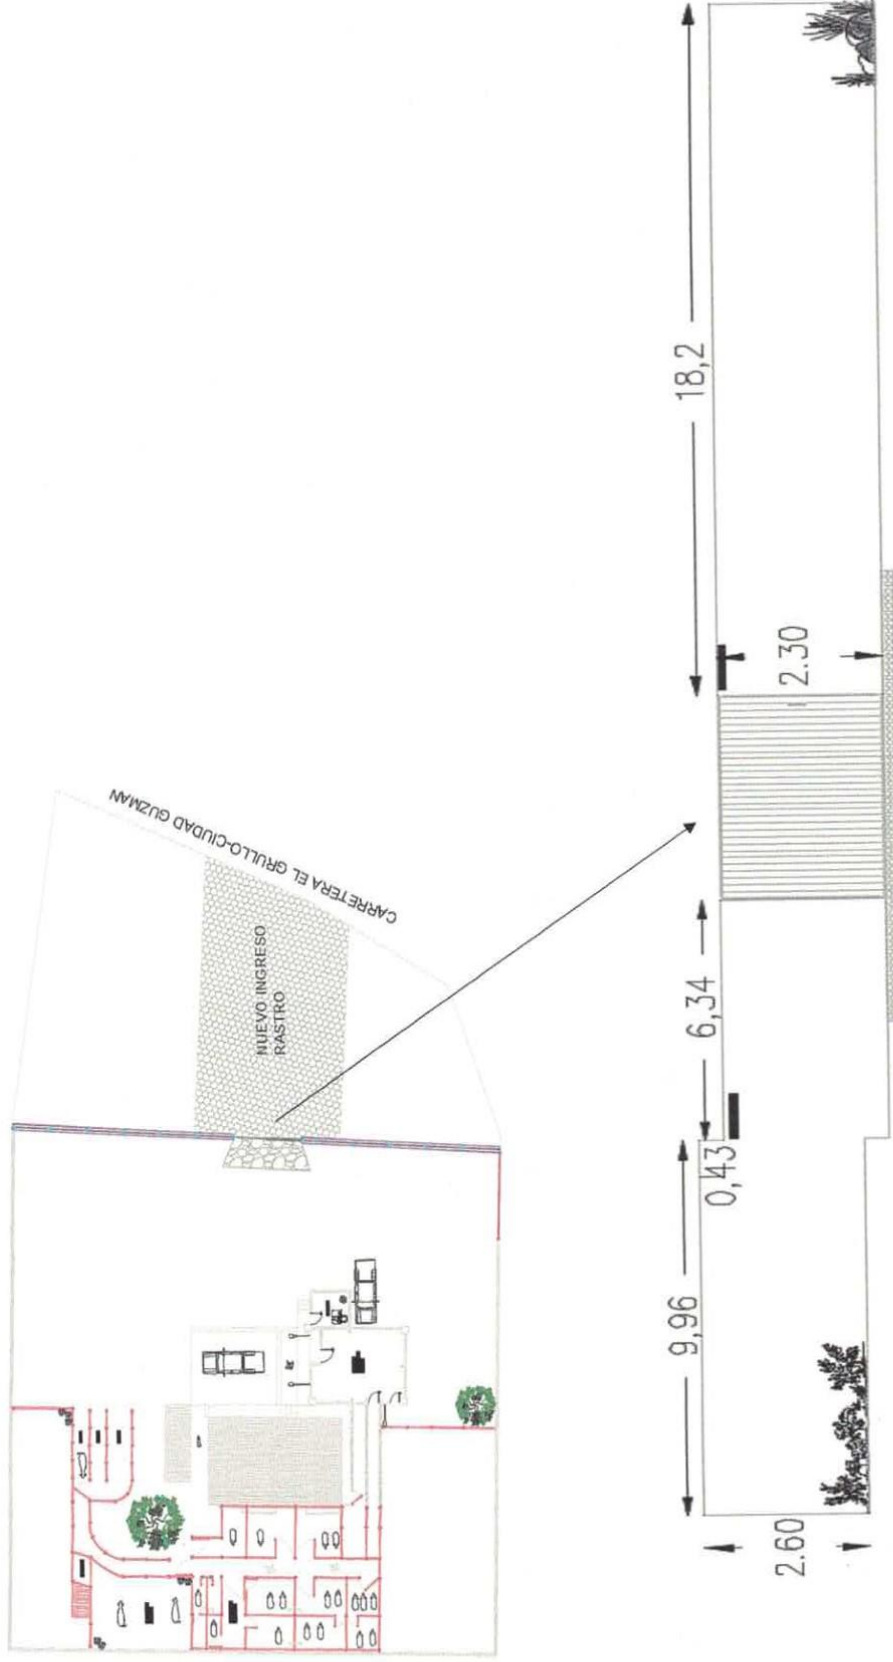 CARRETERA EL GRULLO-CIUDAD GUZMAN
NUEVO INGRESO
RASTRO
2.60
9,96
0,43
6,34
2.30
18,2